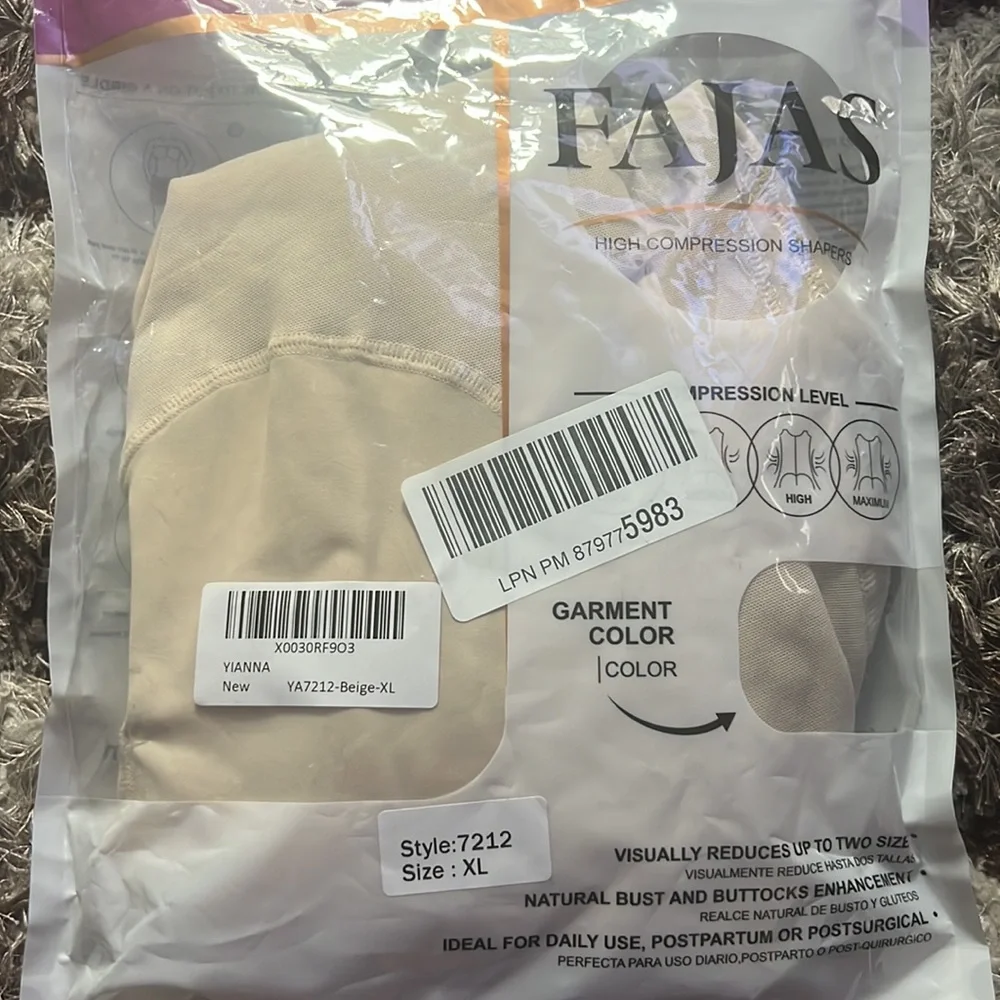 FAJAS
HIGH COMPRESSION SHAPERS
MPRESSION LEVEL
HIGH
MAXIMUM
LPN PM 879775983
GARMENT
COLOR
|COLOR
X0030RF9O3
YIANNA
New YA7212-Beige-XL
Style:7212
Size : XL
VISUALLY REDUCES UP TO TWO SIZE
VISUALMENTE REDUCE HASTA DOS TALLAS
NATURAL BUST AND BUTTOCKS ENHANCEMENT •
REALCE NATURAL DE BUSTO Y GLUTEOS
IDEAL FOR DAILY USE, POSTPARTUM OR POSTSURGICAL •
PERFECTA PARA USO DIARIO,POSTPARTO O POST-QUIRURGICO